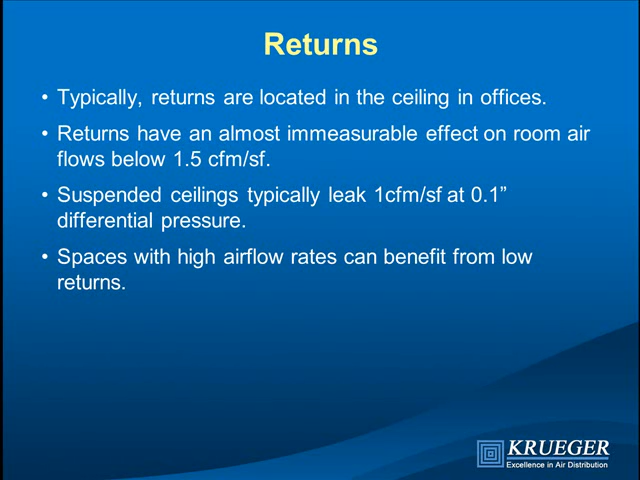 Returns
• Typically, returns are located in the ceiling in offices.
• Returns have an almost immeasurable effect on room air
flows below 1.5 cfm/sf.
• Suspended ceilings typically leak 1cfm/sf at 0.1”
differential pressure.
• Spaces with high airflow rates can benefit from low
returns.
KRUEGER
Excellence in Air Distribution